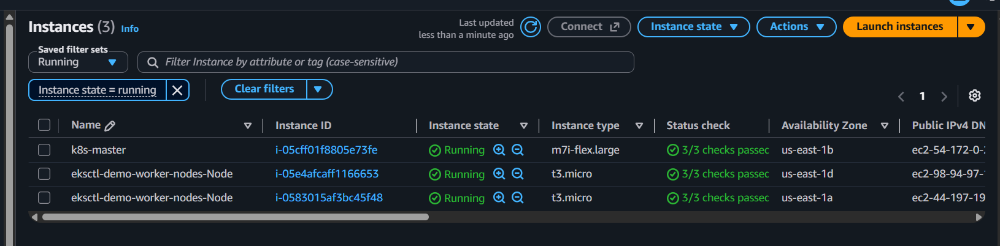 Instances (3) Info
Last updated
less than a minute ago
Connect
Instance state
Actions
Launch instances
Saved filter sets
Running
Filter Instance by attribute or tag (case-sensitive)
Instance state = running
Clear filters
1
Name Instance ID Instance state Instance type Status check Availability Zone Public IPv4 DN
k8s-master i-05cff01f8805e73fe Running m7i-flex.large 3/3 checks passed us-east-1b ec2-54-172-0-2
eksctl-demo-worker-nodes-Node i-05e4afcaff1166653 Running t3.micro 3/3 checks passed us-east-1d ec2-98-94-97-1
eksctl-demo-worker-nodes-Node i-0583015af3bc45f48 Running t3.micro 3/3 checks passed us-east-1a ec2-44-197-19